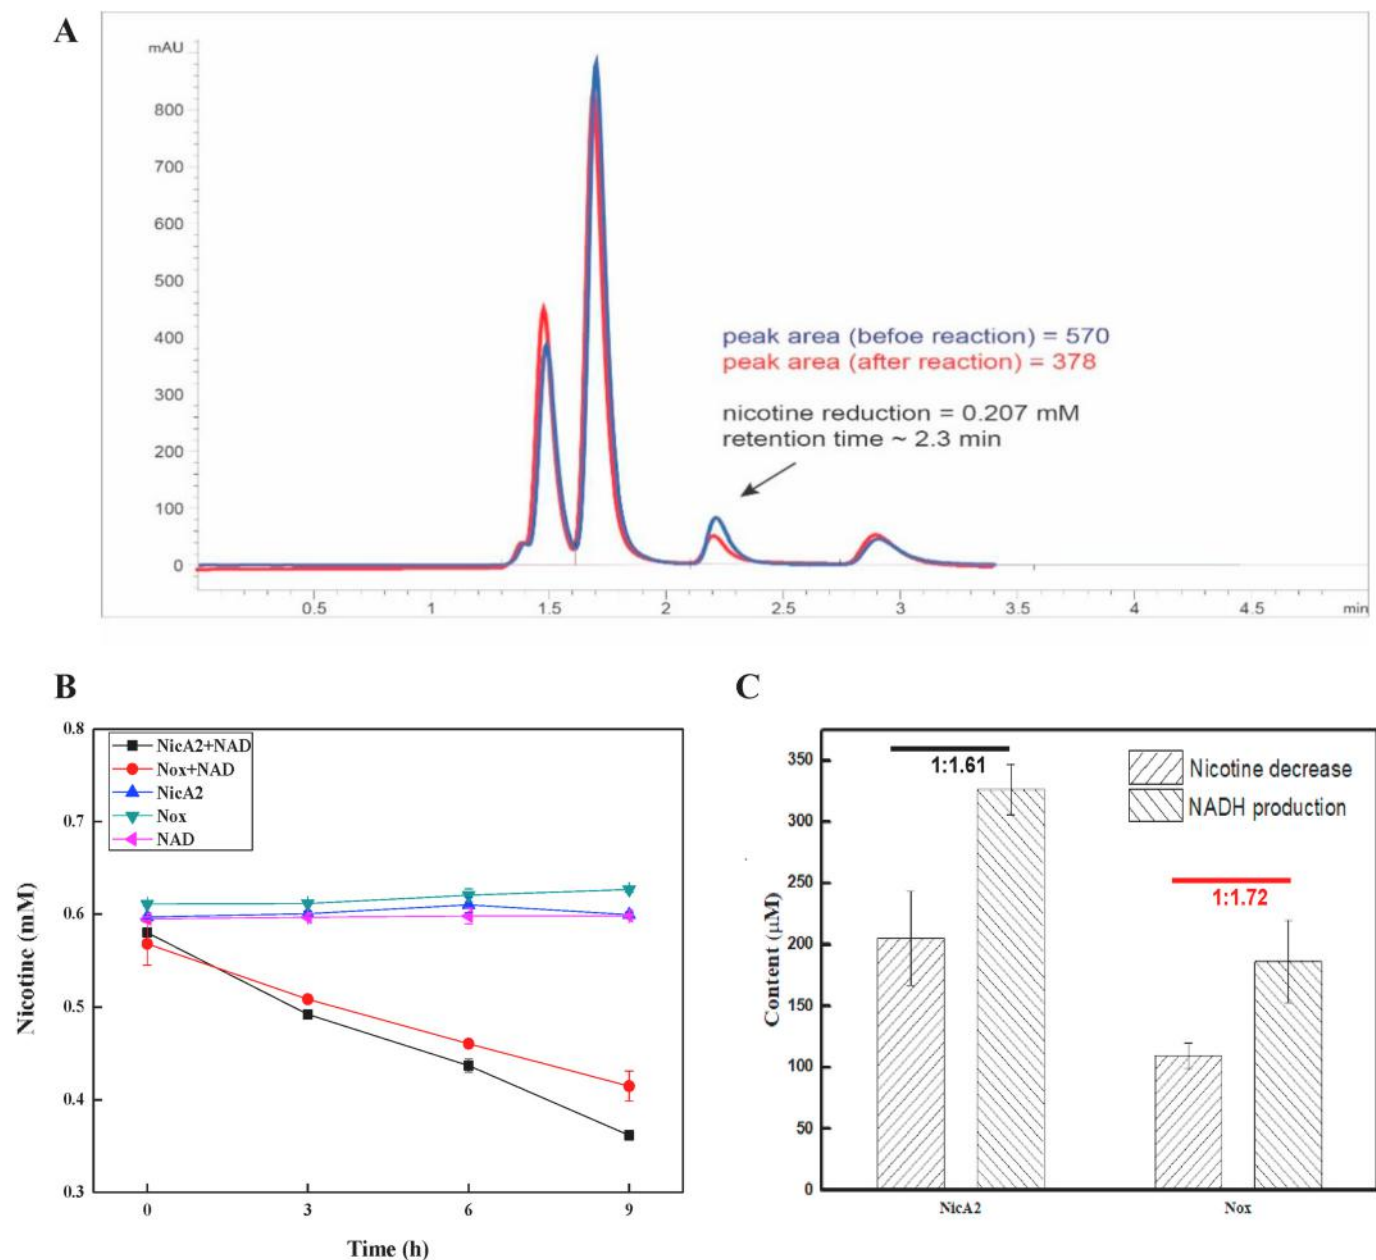 A
mAU
800
700
600
500
400
300
200
100
0
0.5 1 1.5 2 2.5 3 3.5 4 4.5 min
peak area (befoe reaction) = 570
peak area (after reaction) = 378
nicotine reduction = 0.207 mM
retention time ~ 2.3 min
B
0.8
0.7
0.6
0.5
0.4
0.3
Nicotine (mM)
NicA2+NAD
Nox+NAD
NicA2
Nox
NAD
0 3 6 9
Time (h)
C
350
300
250
200
150
100
50
0
Content (μM)
1:1.61
Nicotine decrease
NADH production
1:1.72
NicA2 Nox